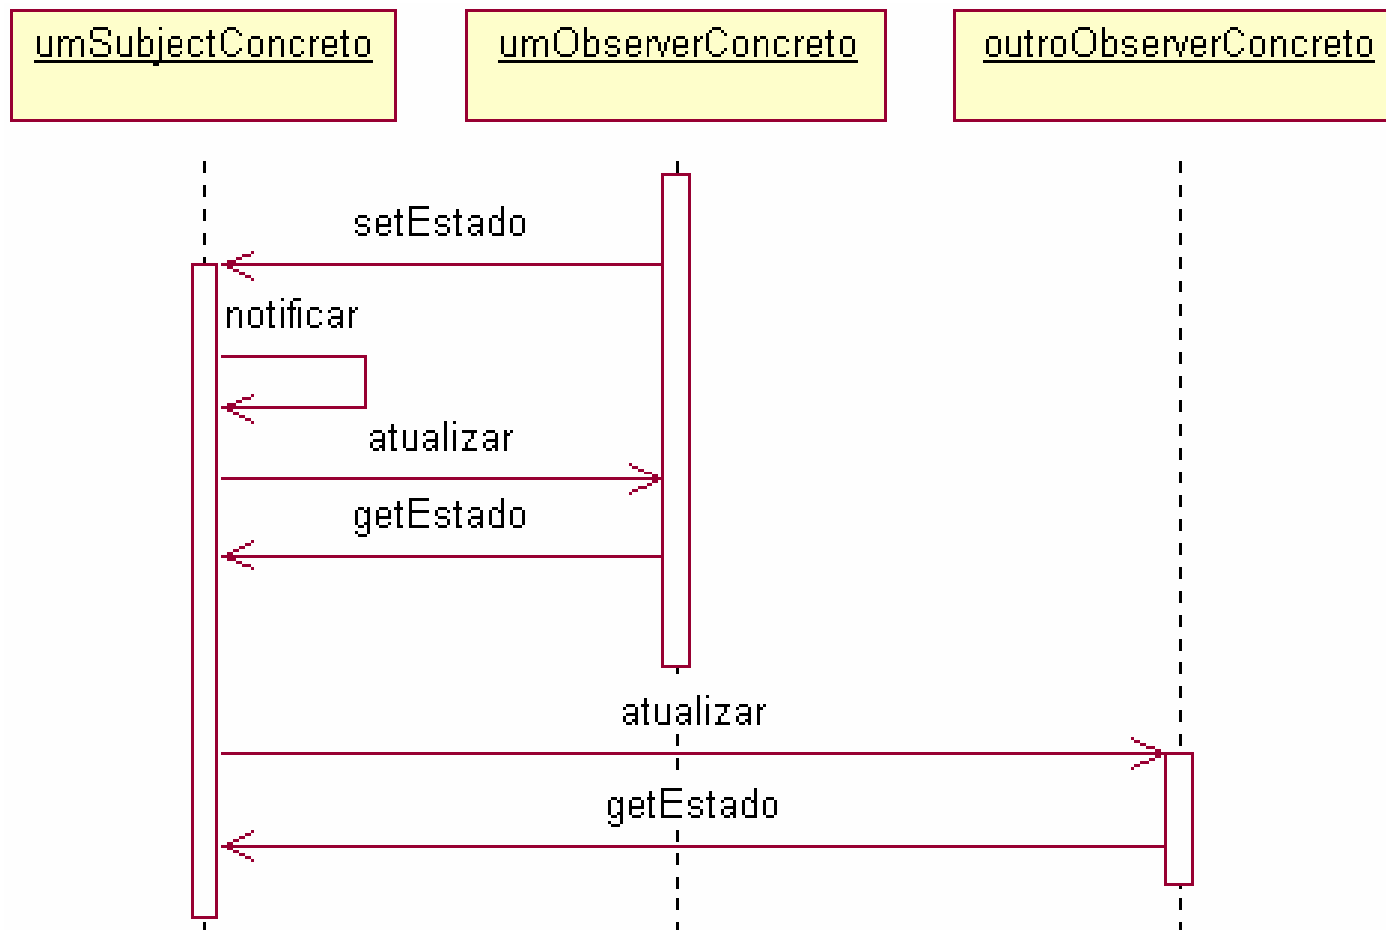 umSubjectConcreto
umObserverConcreto
outroObserverConcreto
setEstado
notificar
atualizar
getEstado
atualizar
getEstado